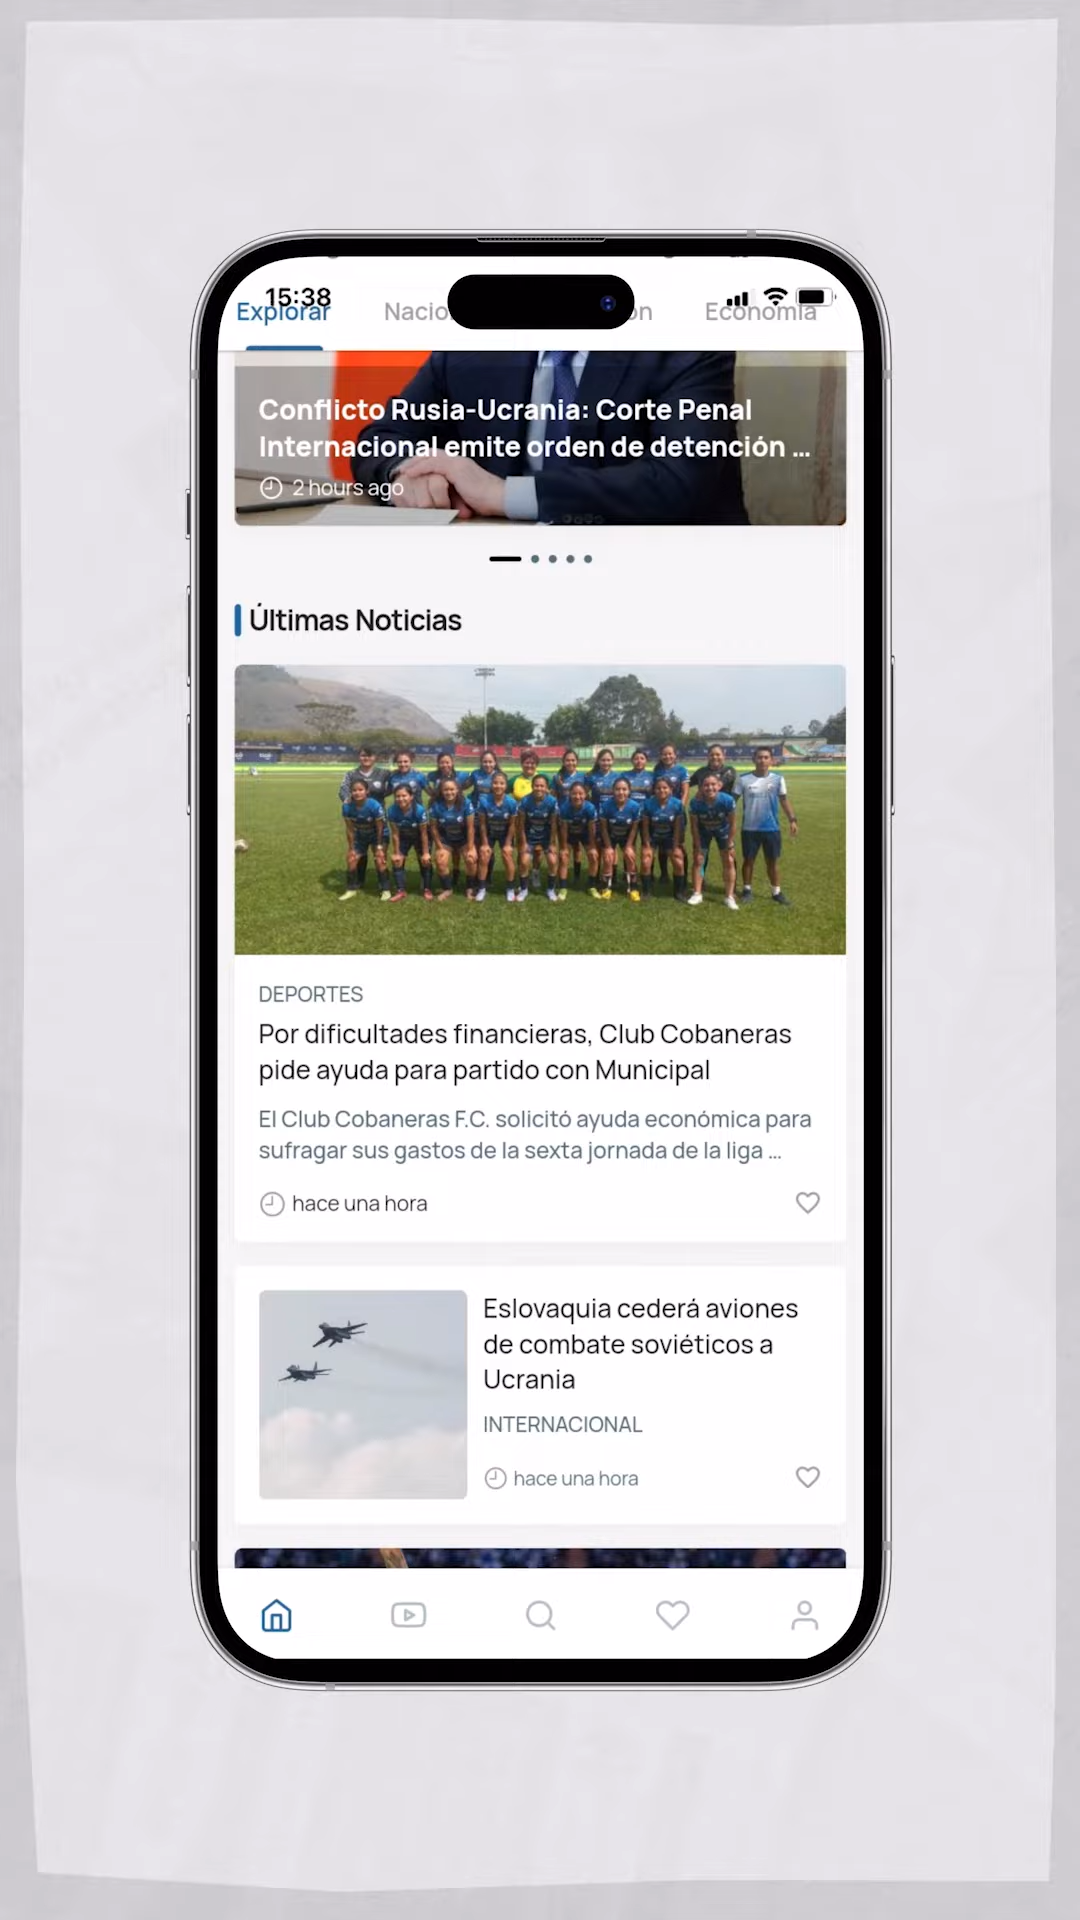 15:38
Explorar
Economía
Conflicto Rusia-Ucrania: Corte Penal
Internacional emite orden de detención ...
2 hours ago
Últimas Noticias
DEPORTES
Por dificultades financieras, Club Cobaneras
pide ayuda para partido con Municipal
El Club Cobaneras F.C. solicitó ayuda económica para
sufragar sus gastos de la sexta jornada de la liga ...
hace una hora
Eslovaquia cederá aviones
de combate soviéticos a
Ucrania
INTERNACIONAL
hace una hora